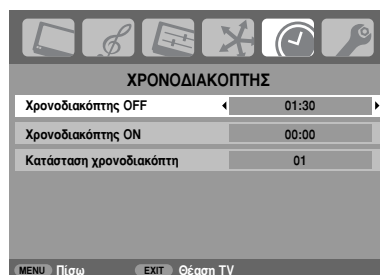 ΧΡΟΝΟΔΙΑΚΟΠΤΗΣ
Χρονοδιακόπτης OFF 01:30
Χρονοδιακόπτης ON 00:00
Κατάσταση χρονοδιακόπτη 01
MENU Πίσω EXIT Θέαση TV